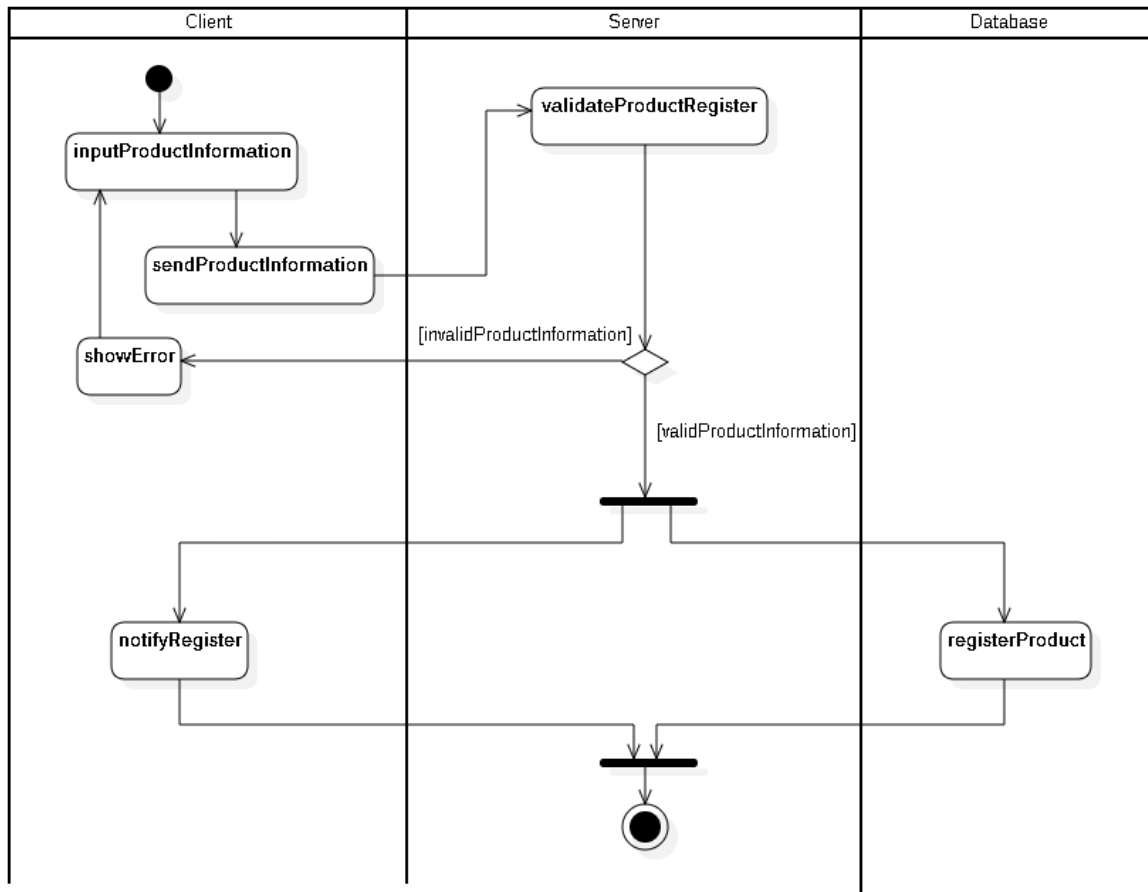 Client
Server
Database
validateProductRegister
inputProductInformation
sendProductInformation
[invalidProductInformation]
showError
[validProductInformation]
notifyRegister
registerProduct